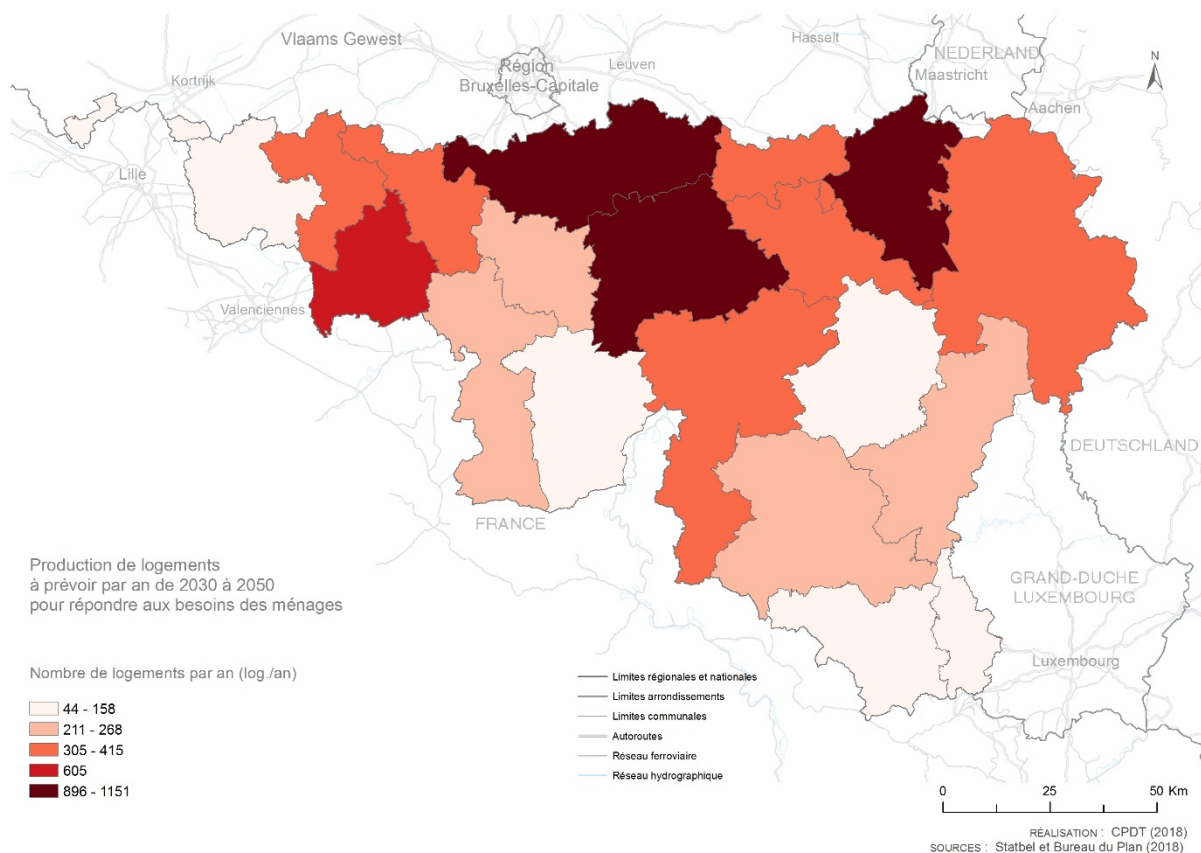 Vlaams Gewest
Hasselt
NEDERLAND
Kortrijk
Région
Bruxelles-Capitale
Leuven
Maastricht
N
Aachen
Lille
Valenciennes
DEUTSCHLAND
FRANCE
Production de logements
à prévoir par an de 2030 à 2050
pour répondre aux besoins des ménages
GRAND-DUCHE
LUXEMBOURG
Luxembourg
Nombre de logements par an (log./an)
44 - 158
211 - 268
305 - 415
605
896 - 1151
Limites régionales et nationales
Limites arrondissements
Limites communales
Autoroutes
Réseau ferroviaire
Réseau hydrographique
0 25 50 Km
RÉALISATION : CPDT (2018)
SOURCES : Statbel et Bureau du Plan (2018)